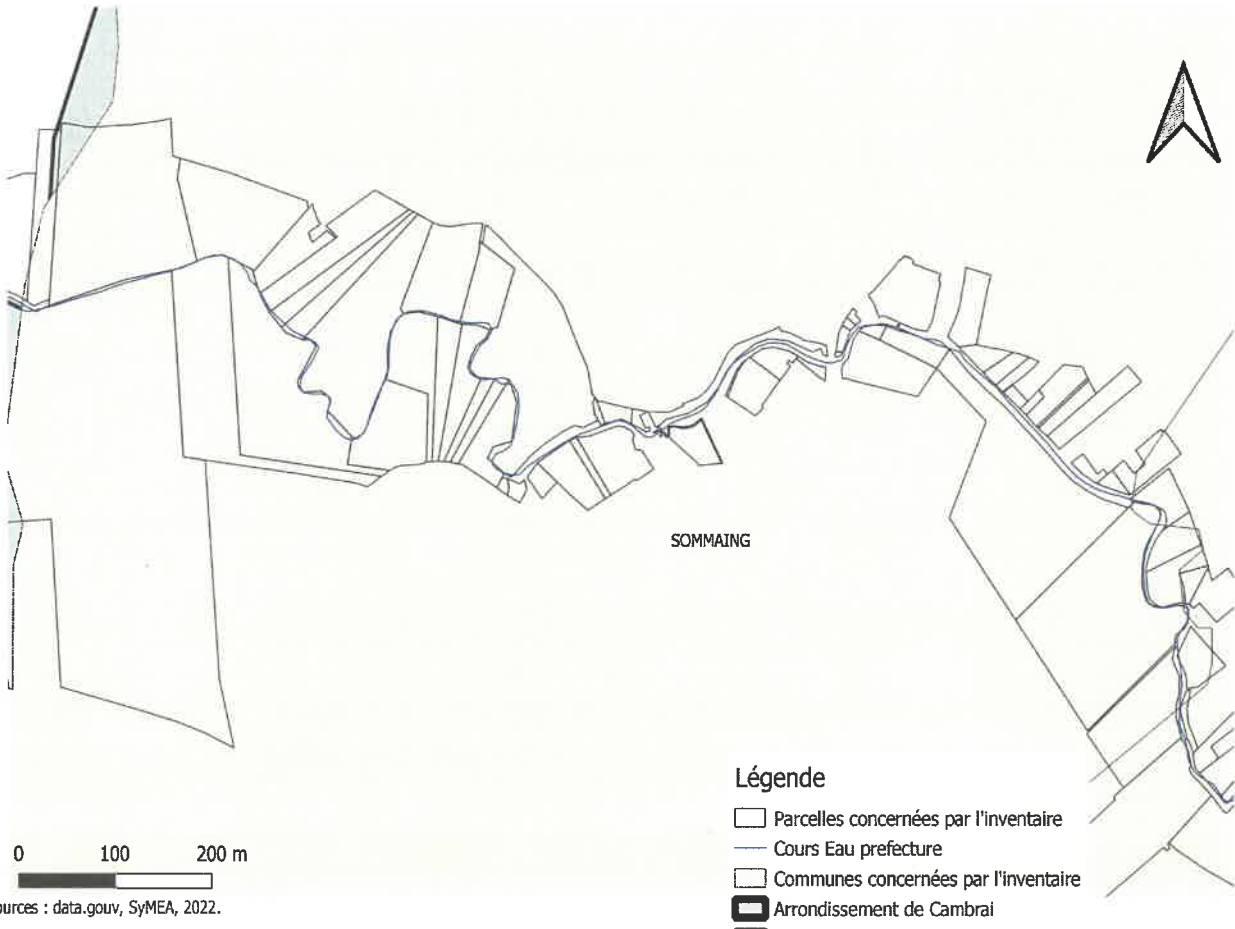 SOMMAING
Légende
Parcelles concernées par l'inventaire
Cours Eau prefecture
Communes concernées par l'inventaire
Arrondissement de Cambrai
0 100 200 m
ources : data.gouv, SyMEA, 2022.